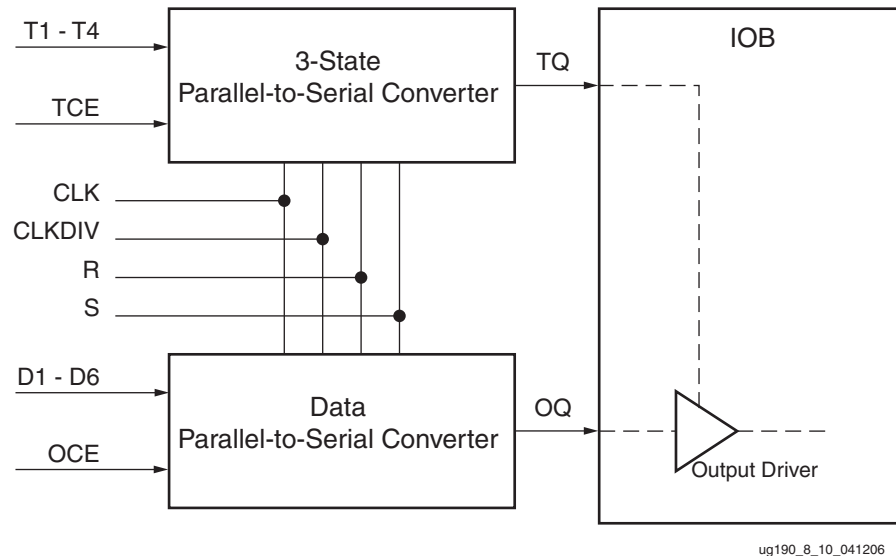 T1 - T4
3-State
Parallel-to-Serial Converter
TQ
IOB
TCE
CLK
CLKDIV
R
S
D1 - D6
Data
Parallel-to-Serial Converter
OQ
OCE
Output Driver
ug190_8_10_041206